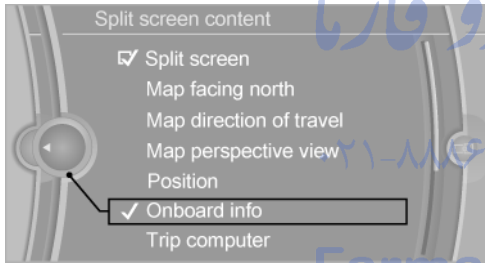 Split screen content
Split screen
Map facing north
Map direction of travel
Map perspective view
Position
Onboard info
Trip computer